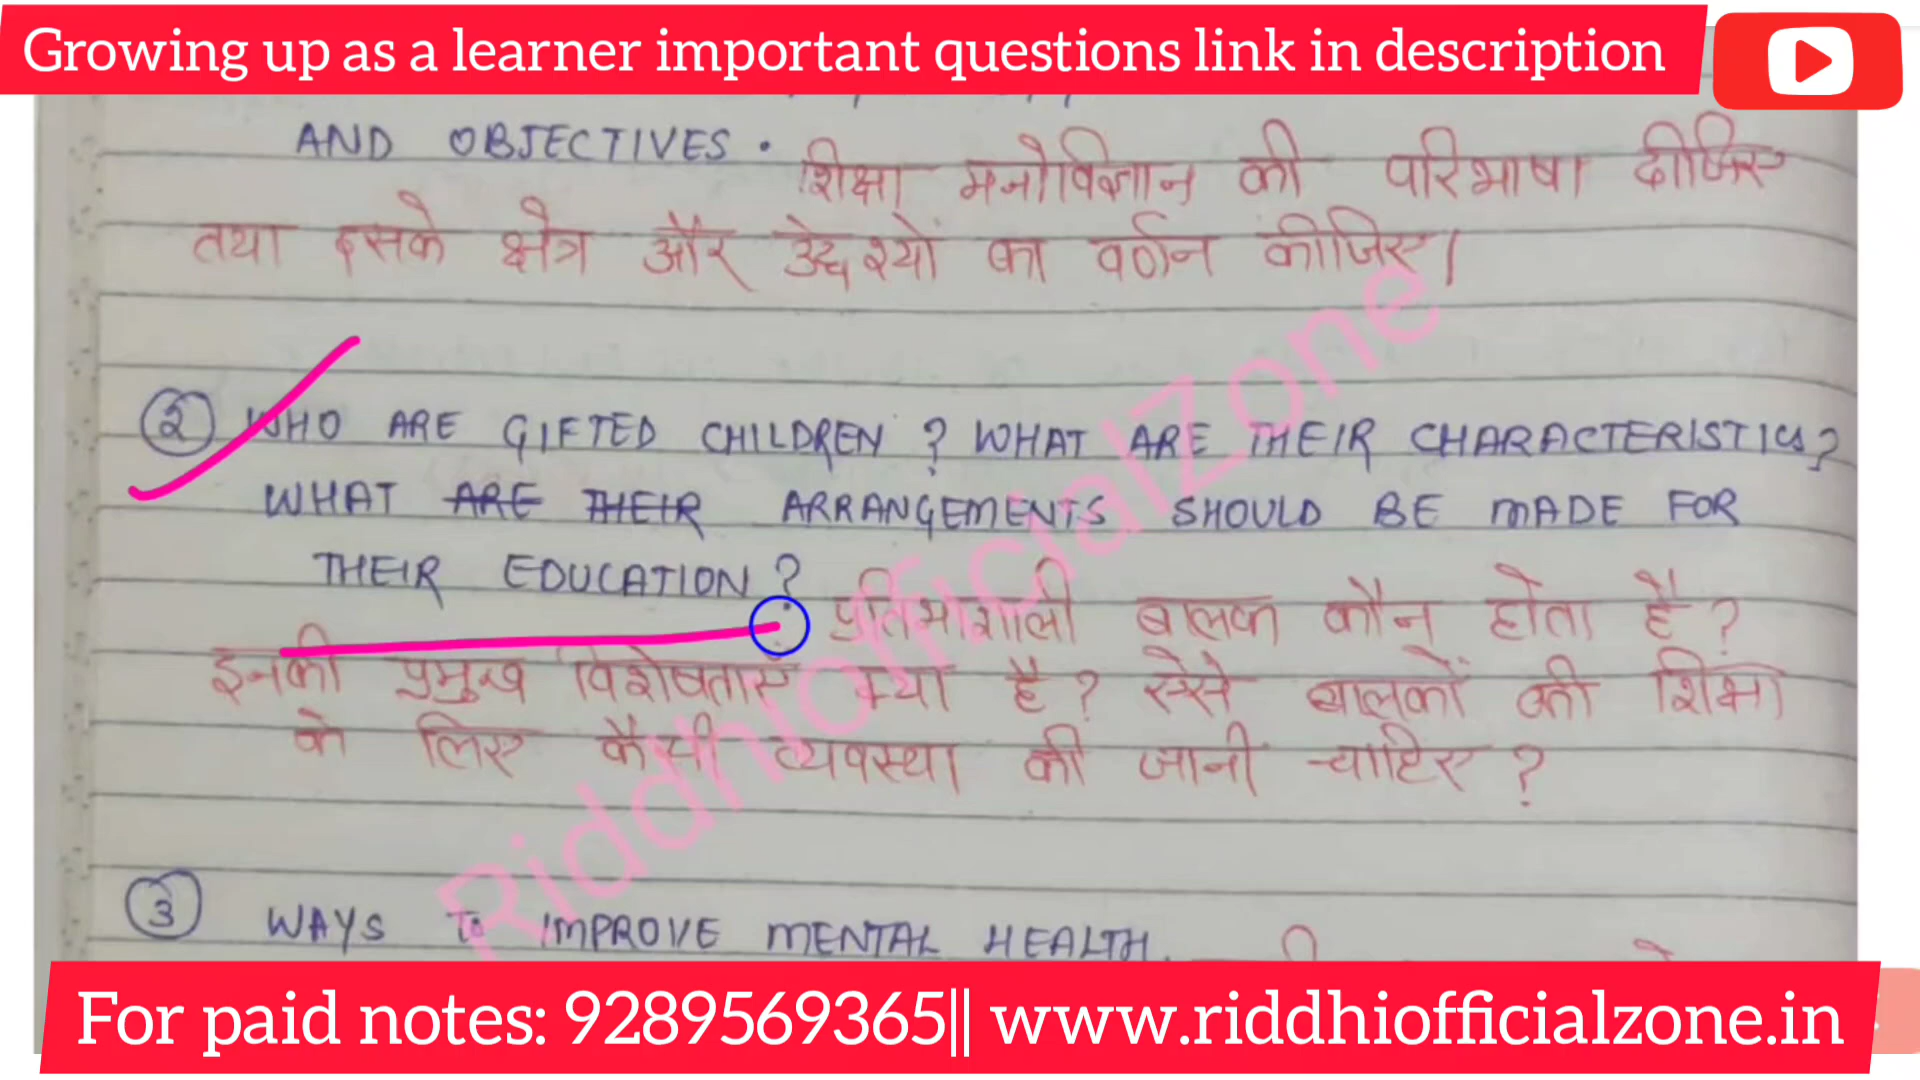 Growing up as a learner important questions link in description
AND OBJECTIVES.
शिक्षा मनोविज्ञान की परिभाषा दीजिए
तथा इसके क्षेत्र और उद्देश्यों का वर्णन कीजिए।
② WHO ARE GIFTED CHILDREN ? WHAT ARE THEIR CHARACTERISTICS?
WHAT ARE THEIR ARRANGEMENTS SHOULD BE MADE FOR
THEIR EDUCATION ?
प्रतिभाशाली बालक कौन होता है ?
इनकी प्रमुख विशेषताएँ क्या है ? ऐसे बालकों की शिक्षा
के लिए कैसी व्यवस्था की जानी चाहिए ?
③ WAYS TO IMPROVE MENTAL HEALTH.
RiddhiofficialZone
For paid notes: 9289569365|| www.riddhiofficialzone.in